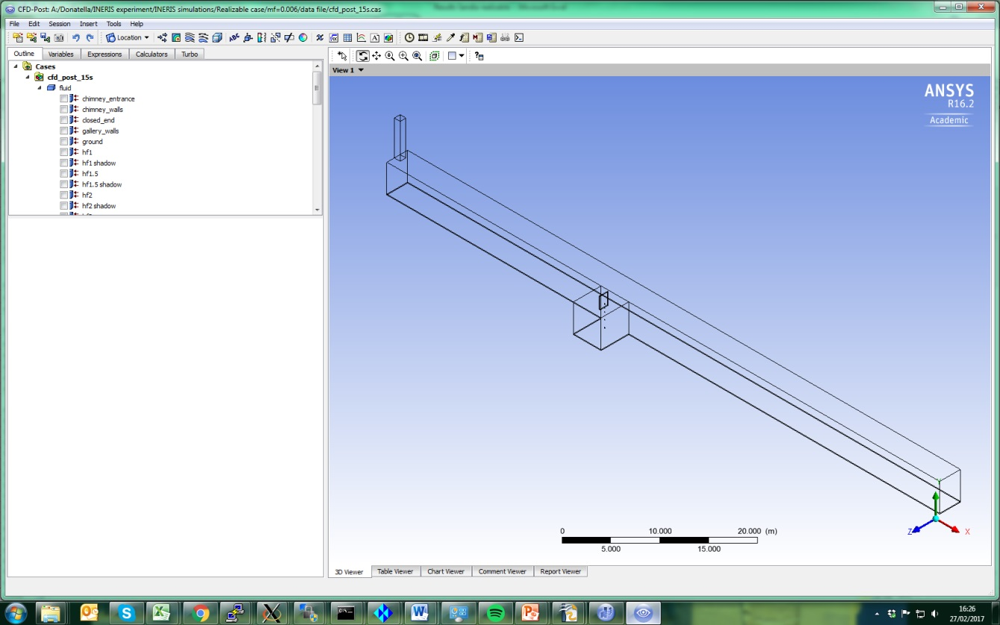 CFD-Post: A:/Donatella/INERIS experiment/INERIS simulations/Realizable case/mf=0.006/data file/cfd_post_15s.cas
File Edit Session Insert Tools Help
Location
Outline Variables Expressions Calculators Turbo
Cases
cfd_post_15s
fluid
chimney_entrance
chimney_walls
closed_end
gallery_walls
ground
hf1
hf1 shadow
hf1.5
hf1.5 shadow
hf2
hf2 shadow
View 1
ANSYS
R16.2
Academic
Y
Z
X
0 10.000 20.000 (m)
5.000 15.000
3D Viewer Table Viewer Chart Viewer Comment Viewer Report Viewer
16:26
27/02/2017